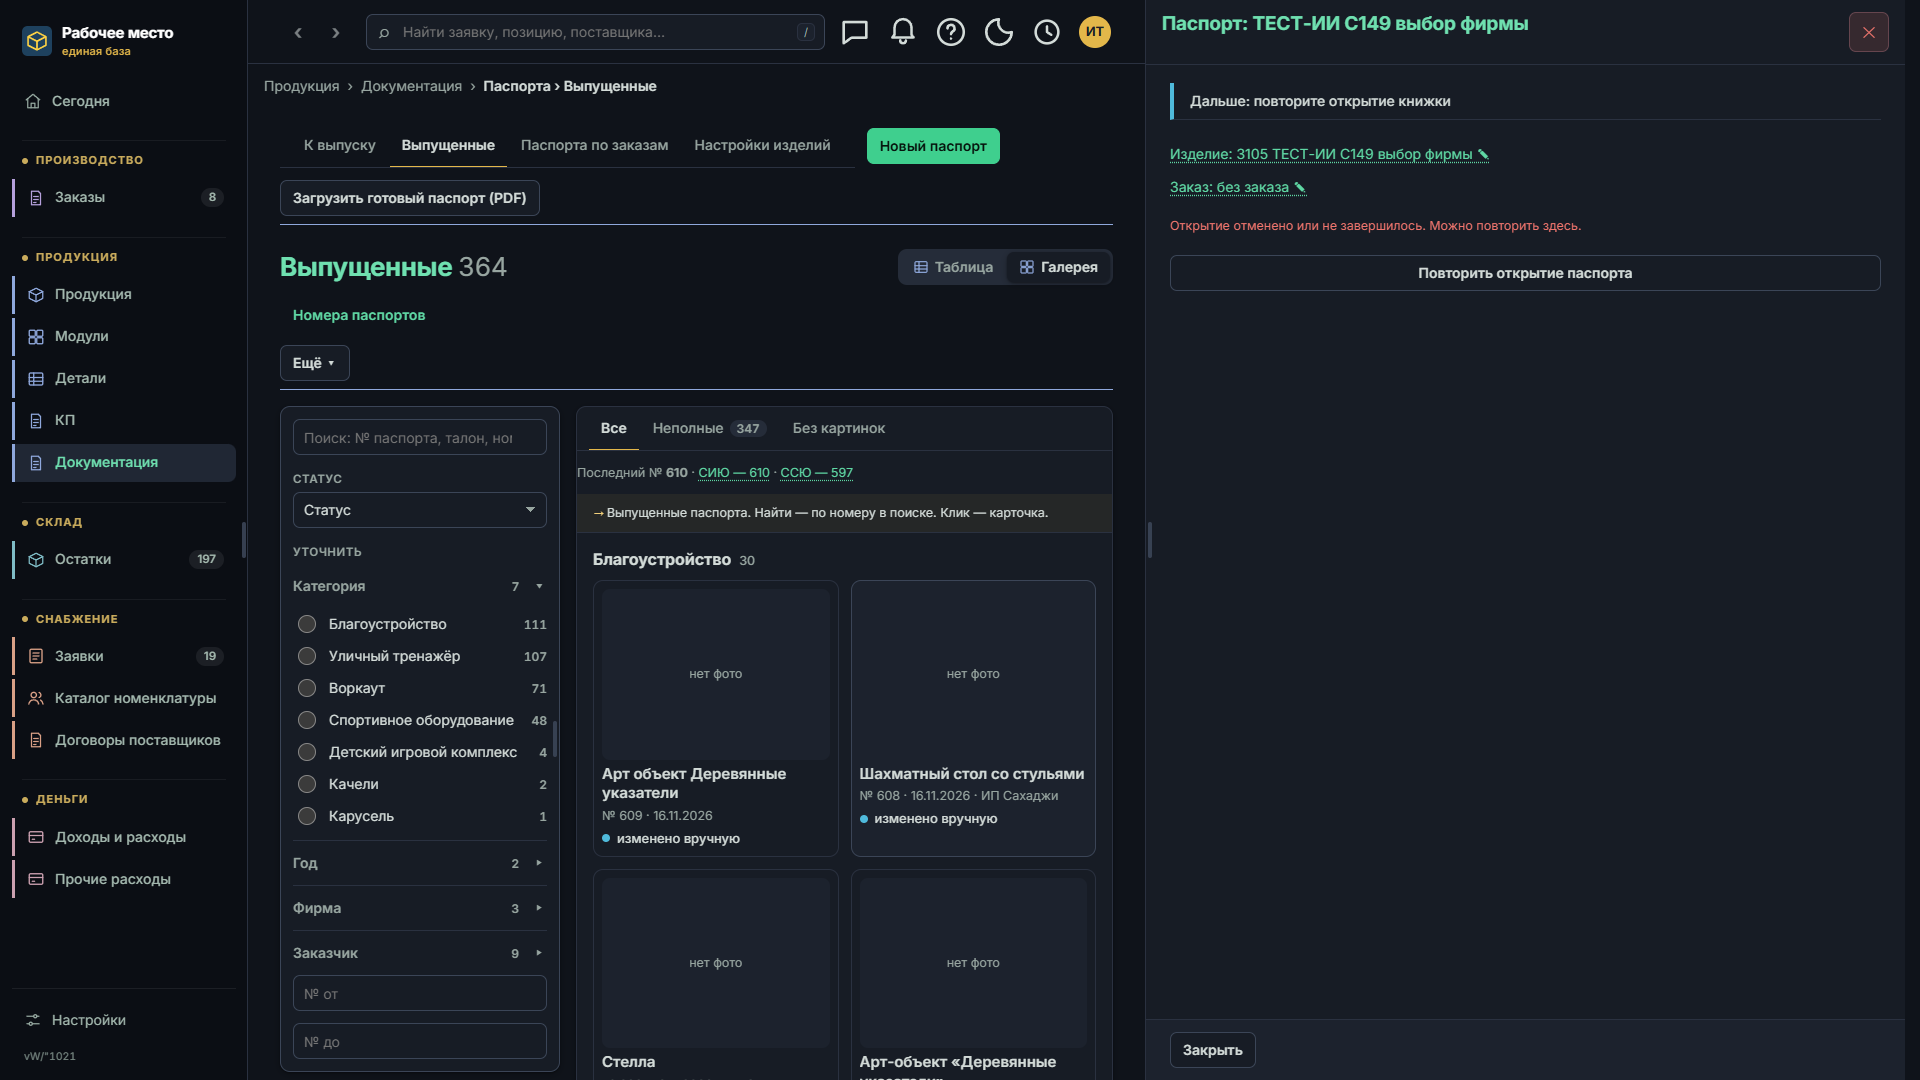 Рабочее место
единая база
Сегодня
ПРОИЗВОДСТВО
Заказы 8
ПРОДУКЦИЯ
Продукция
Модули
Детали
КП
Документация
СКЛАД
Остатки 197
СНАБЖЕНИЕ
Заявки 19
Каталог номенклатуры
Договоры поставщиков
ДЕНЬГИ
Доходы и расходы
Прочие расходы
Настройки
vW/"1021
Найти заявку, позицию, поставщика... /
ИТ
Продукция › Документация › Паспорта › Выпущенные
К выпуску Выпущенные Паспорта по заказам Настройки изделий Новый паспорт
Загрузить готовый паспорт (PDF)
Выпущенные 364
Таблица Галерея
Номера паспортов
Ещё ▾
Поиск: № паспорта, талон, ног
СТАТУС
Статус
УТОЧНИТЬ
Категория 7 ▾
Благоустройство 111
Уличный тренажёр 107
Воркаут 71
Спортивное оборудование 48
Детский игровой комплекс 4
Качели 2
Карусель 1
Год 2 ▸
Фирма 3 ▸
Заказчик 9 ▸
№ от
№ до
Все Неполные 347 Без картинок
Последний № 610 · СИЮ — 610 · ССЮ — 597
→ Выпущенные паспорта. Найти — по номеру в поиске. Клик — карточка.
Благоустройство 30
нет фото
Арт объект Деревянные
указатели
№ 609 · 16.11.2026
изменено вручную
нет фото
Шахматный стол со стульями
№ 608 · 16.11.2026 · ИП Сахаджи
изменено вручную
нет фото
Стелла
нет фото
Арт-объект «Деревянные
Паспорт: ТЕСТ-ИИ С149 выбор фирмы
Дальше: повторите открытие книжки
Изделие: 3105 ТЕСТ-ИИ С149 выбор фирмы ✎
Заказ: без заказа ✎
Открытие отменено или не завершилось. Можно повторить здесь.
Повторить открытие паспорта
Закрыть